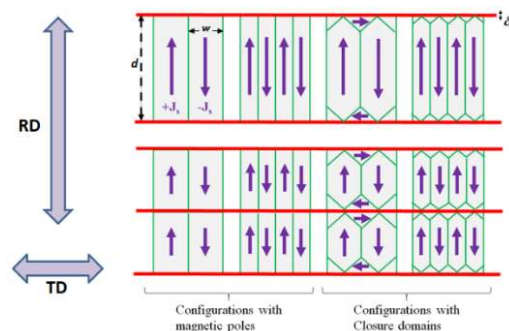 w
d
RD
+Jₛ -Jₛ
TD
Configurations with
magnetic poles
Configurations with
Closure domains